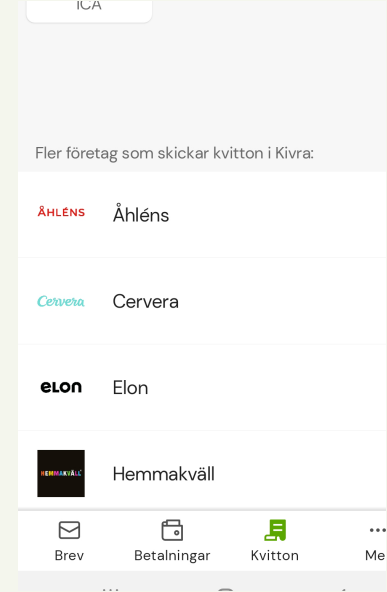 ICA
Fler företag som skickar kvitton i Kivra:
ÅHLÉNS
Åhléns
Cervera
Cervera
elon
Elon
HEMMAKVÄLL
Hemmakväll
Brev
Betalningar
Kvitton
Me